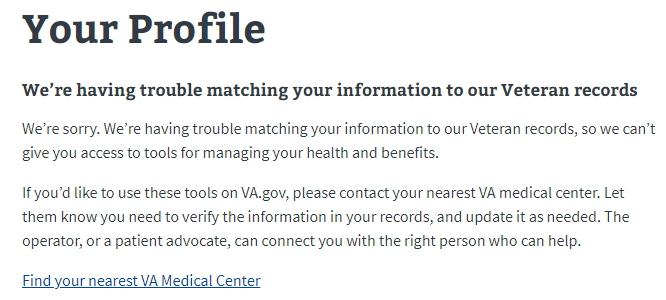 Your Profile
We’re having trouble matching your information to our Veteran records
We’re sorry. We’re having trouble matching your information to our Veteran records, so we can’t
give you access to tools for managing your health and benefits.
If you’d like to use these tools on VA.gov, please contact your nearest VA medical center. Let
them know you need to verify the information in your records, and update it as needed. The
operator, or a patient advocate, can connect you with the right person who can help.
Find your nearest VA Medical Center